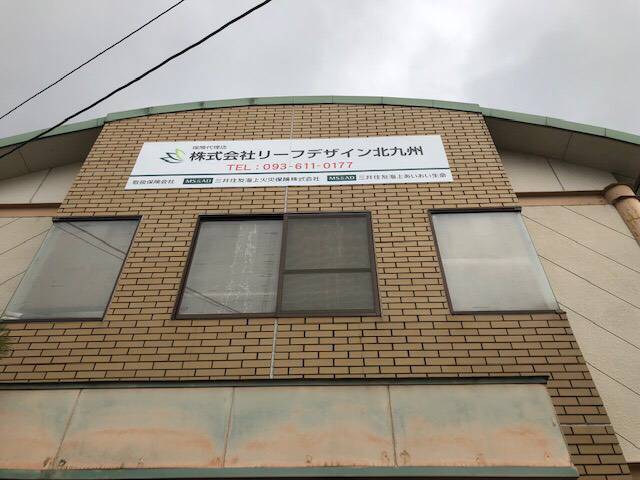 保険代理店
株式会社リーフデザイン北九州
TEL：093-611-0177
取扱保険会社 MS&AD 三井住友海上火災保険株式会社 MS&AD 三井住友海上あいおい生命